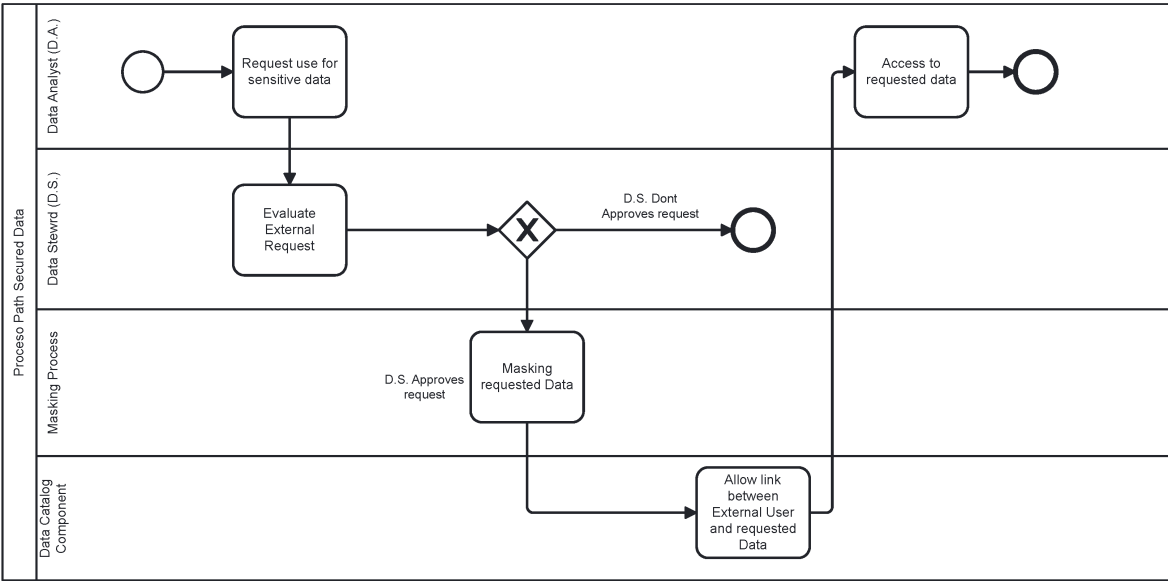 Proceso Path Secured Data
Data Analyst (D.A.)
Request use for
sensitive data
Access to
requested data
Data Stewrd (D.S.)
Evaluate
External
Request
X
D.S. Dont
Approves request
Masking Process
D.S. Approves
request
Masking
requested Data
Data Catalog
Component
Allow link
between
External User
and requested
Data